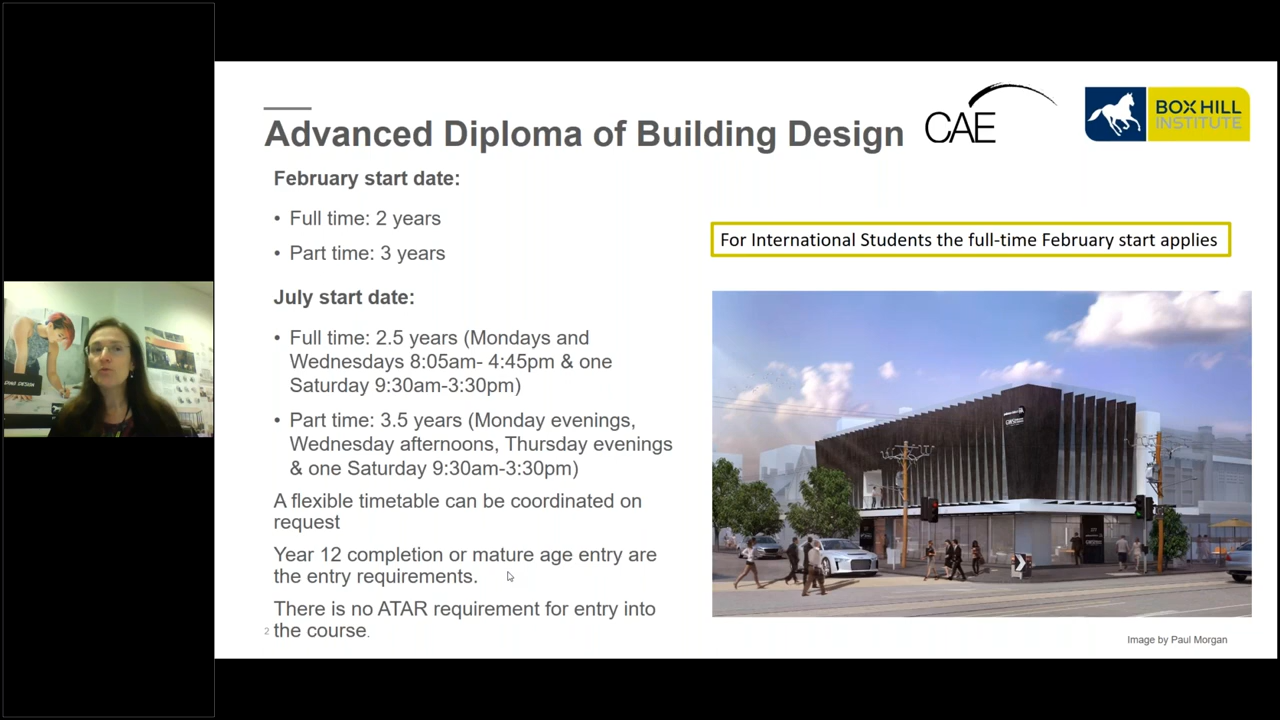 Advanced Diploma of Building Design
CAE
BOX HILL
INSTITUTE
February start date:
• Full time: 2 years
• Part time: 3 years
July start date:
• Full time: 2.5 years (Mondays and
Wednesdays 8:05am- 4:45pm & one
Saturday 9:30am-3:30pm)
• Part time: 3.5 years (Monday evenings,
Wednesday afternoons, Thursday evenings
& one Saturday 9:30am-3:30pm)
A flexible timetable can be coordinated on
request
Year 12 completion or mature age entry are
the entry requirements.
There is no ATAR requirement for entry into
the course.
2
For International Students the full-time February start applies
Image by Paul Morgan